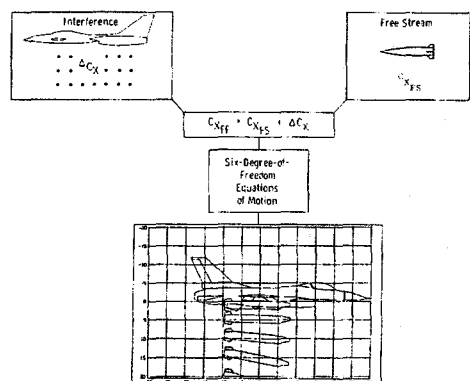 Interference
Free Stream
ΔC_X
C_X_FS
C_X_ff = C_X_FS + ΔC_X
Six-Degree-of-
Freedom
Equations
of Motion